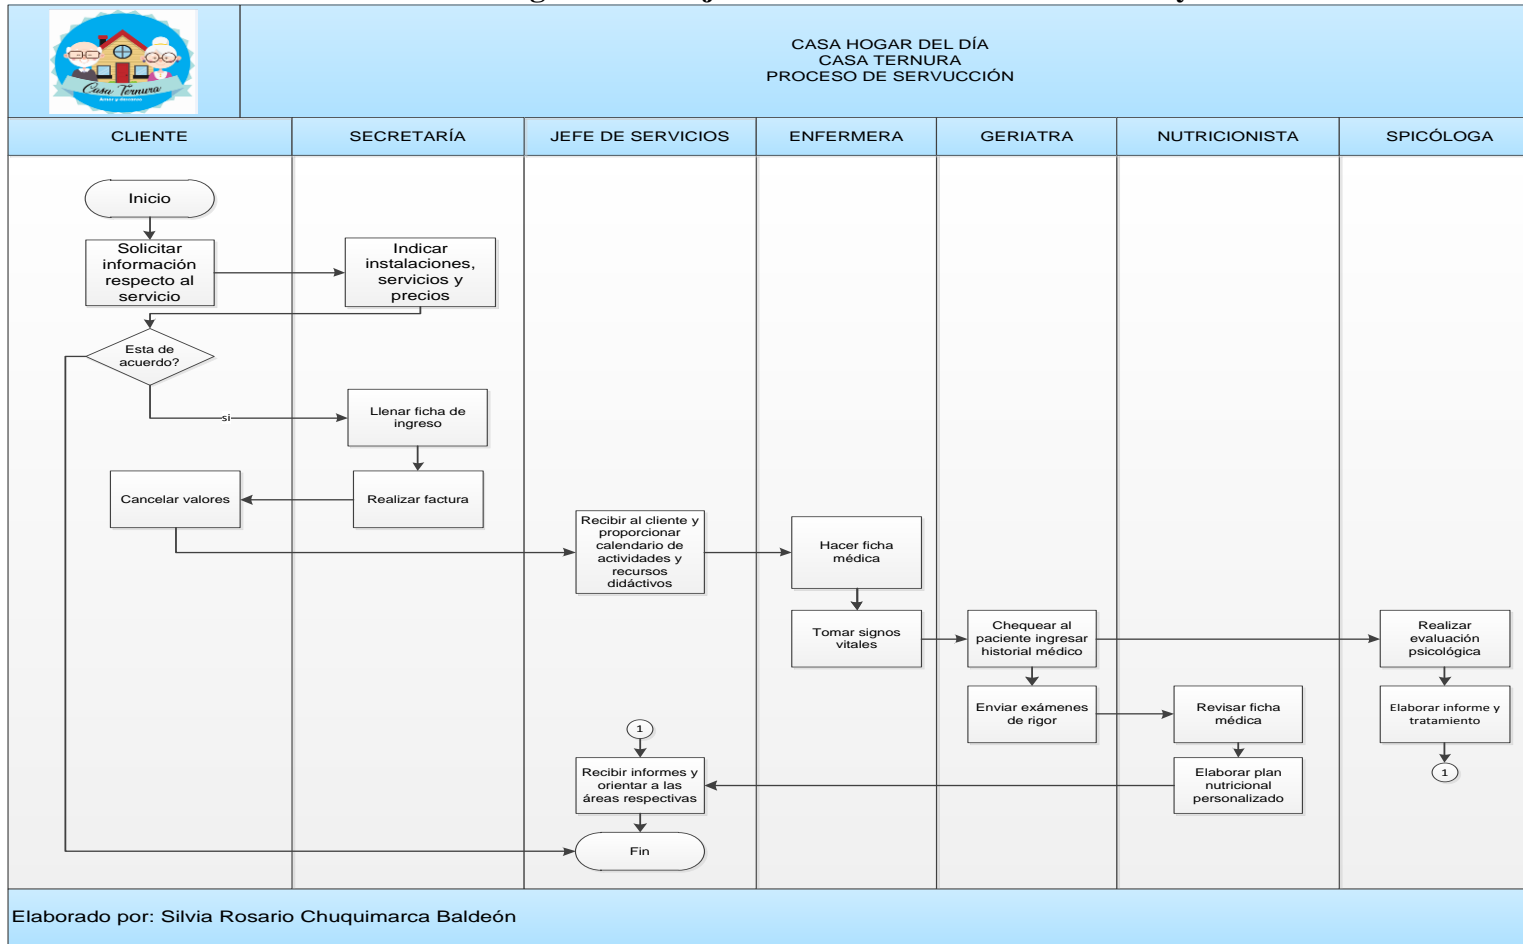 Casa Ternura
CASA HOGAR DEL DÍA
CASA TERNURA
PROCESO DE SERVUCCIÓN
CLIENTE
SECRETARÍA
JEFE DE SERVICIOS
ENFERMERA
GERIATRA
NUTRICIONISTA
SPICÓLOGA
Inicio
Solicitar
información
respecto al
servicio
Indicar
instalaciones,
servicios y
precios
Esta de
acuerdo?
si
Llenar ficha de
ingreso
Cancelar valores
Realizar factura
Recibir al cliente y
proporcionar
calendario de
actividades y
recursos
didáctivos
Hacer ficha
médica
Tomar signos
vitales
Chequear al
paciente ingresar
historial médico
Realizar
evaluación
psicológica
Enviar exámenes
de rigor
Revisar ficha
médica
Elaborar informe y
tratamiento
1
1
Recibir informes y
orientar a las
áreas respectivas
Elaborar plan
nutricional
personalizado
Fin
Elaborado por: Silvia Rosario Chuquimarca Baldeón